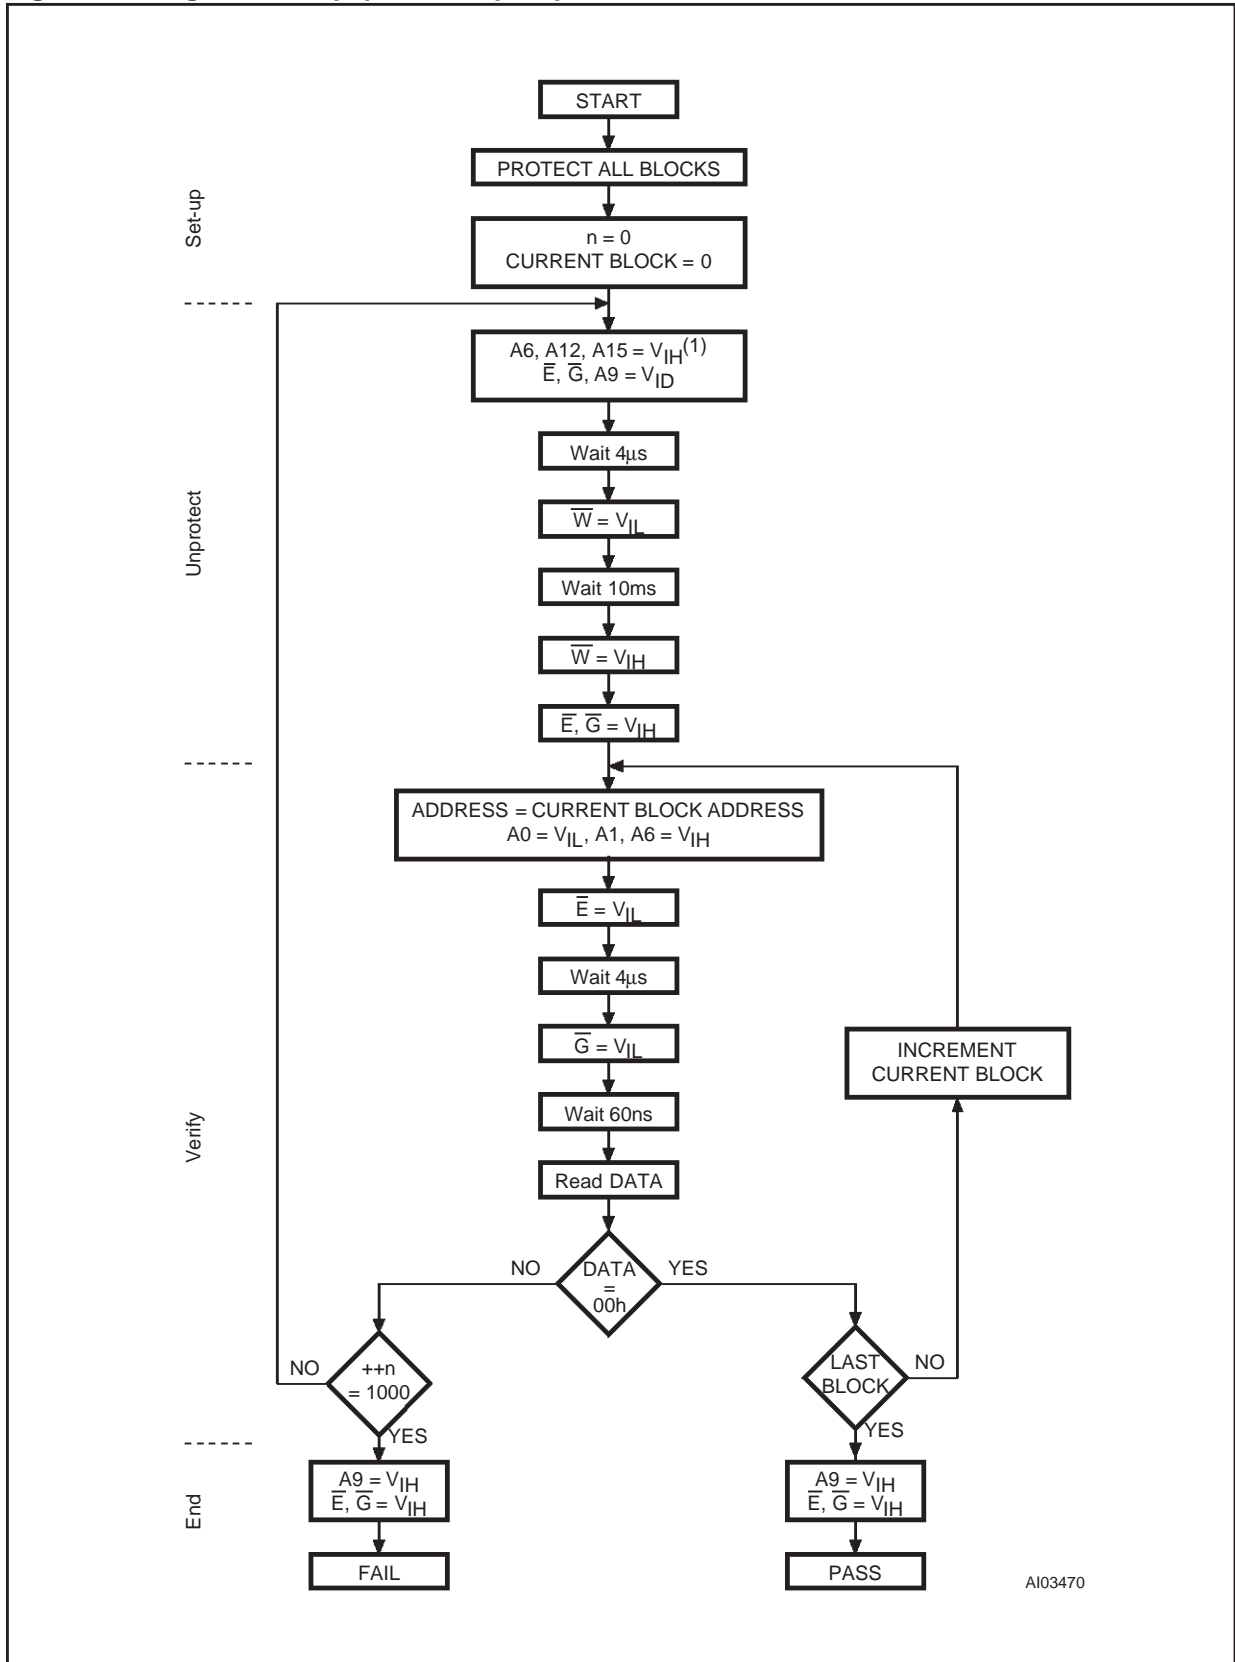 START
PROTECT ALL BLOCKS
Set-up
n = 0
CURRENT BLOCK = 0
A6, A12, A15 = VIH(1)
E̅, G̅, A9 = VID
Wait 4µs
W̅ = VIL
Unprotect
Wait 10ms
W̅ = VIH
E̅, G̅ = VIH
ADDRESS = CURRENT BLOCK ADDRESS
A0 = VIL, A1, A6 = VIH
E̅ = VIL
Wait 4µs
G̅ = VIL
INCREMENT
CURRENT BLOCK
Wait 60ns
Verify
Read DATA
NO
DATA
=
00h
YES
NO
++n
= 1000
YES
LAST
BLOCK
NO
YES
End
A9 = VIH
E̅, G̅ = VIH
A9 = VIH
E̅, G̅ = VIH
FAIL
PASS
AI03470